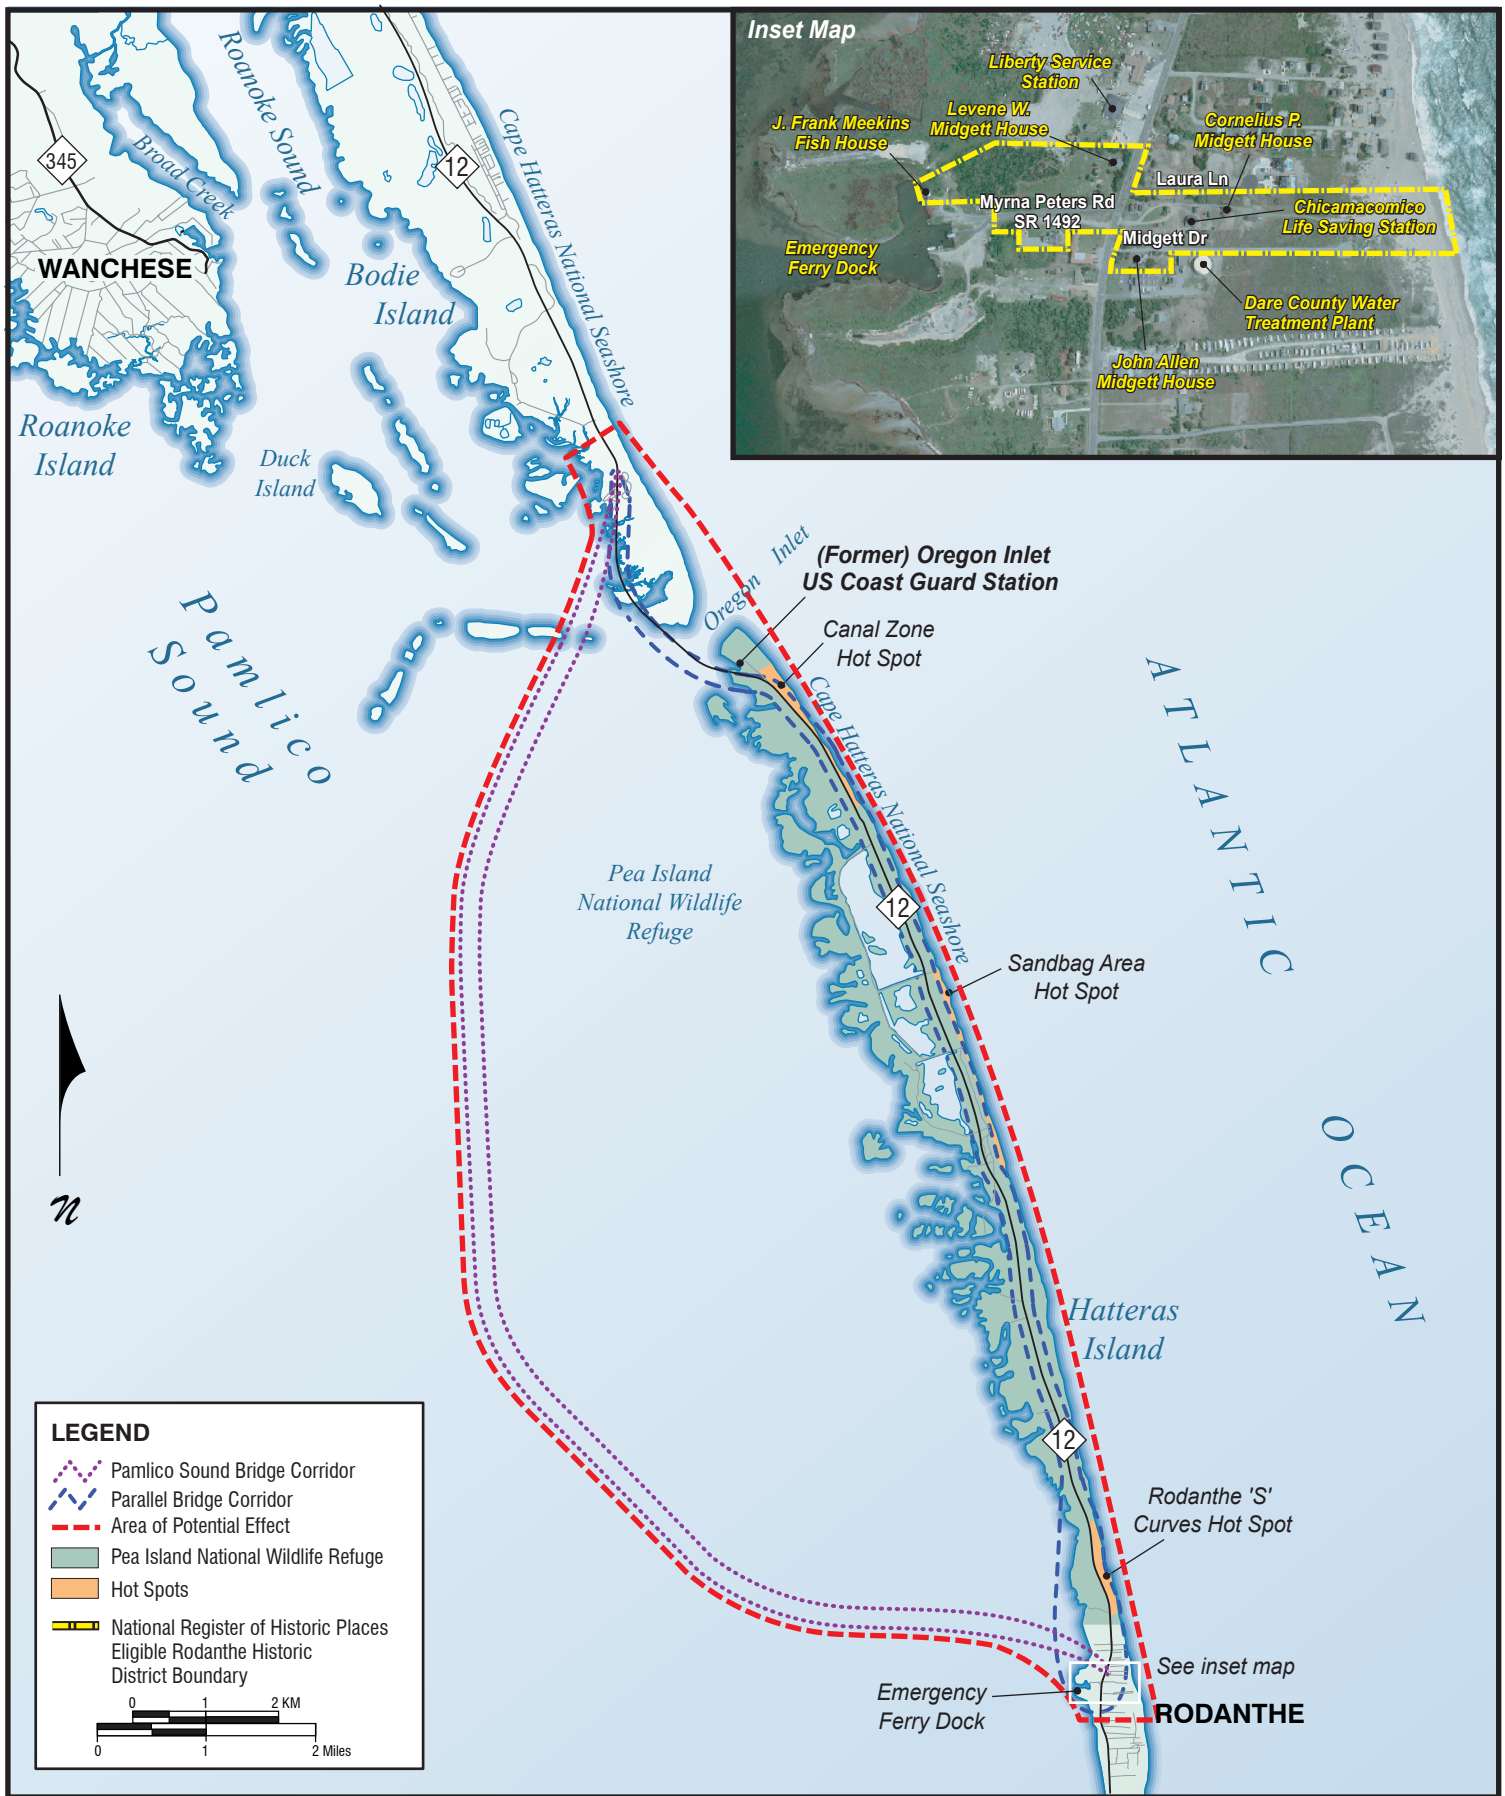 Inset Map
Liberty Service
Station
Levene W.
Midgett House
J. Frank Meekins
Fish House
Cornelius P.
Midgett House
Laura Ln
Myrna Peters Rd
SR 1492
Chicamacomico
Life Saving Station
Midgett Dr
Emergency
Ferry Dock
Dare County Water
Treatment Plant
John Allen
Midgett House
Roanoke Sound
345
Broad Creek
12
Cape Hatteras National Seashore
WANCHESE
Bodie
Island
Roanoke
Island
Duck
Island
Oregon Inlet
(Former) Oregon Inlet
US Coast Guard Station
Canal Zone
Hot Spot
Pamlico
Sound
Cape Hatteras National Seashore
ATLANTIC
OCEAN
Pea Island
National Wildlife
Refuge
12
Sandbag Area
Hot Spot
N
Hatteras
Island
12
Rodanthe 'S'
Curves Hot Spot
See inset map
Emergency
Ferry Dock
RODANTHE
LEGEND
Pamlico Sound Bridge Corridor
Parallel Bridge Corridor
Area of Potential Effect
Pea Island National Wildlife Refuge
Hot Spots
National Register of Historic Places
Eligible Rodanthe Historic
District Boundary
0 1 2 KM
0 1 2 Miles